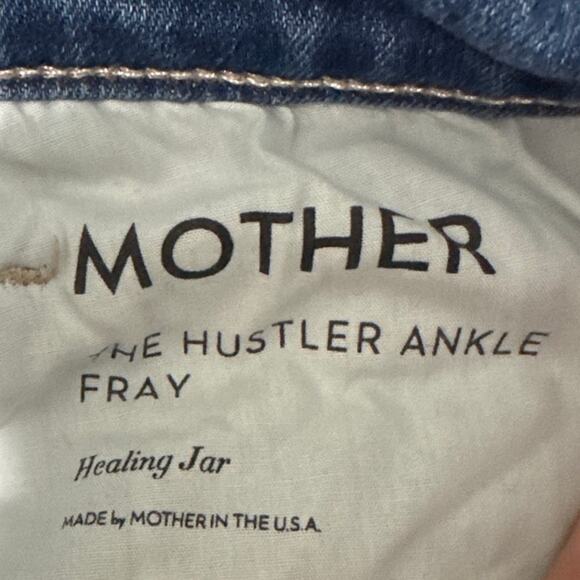 MOTHER
THE HUSTLER ANKLE
FRAY
Healing Jar
MADE by MOTHER IN THE U.S.A.